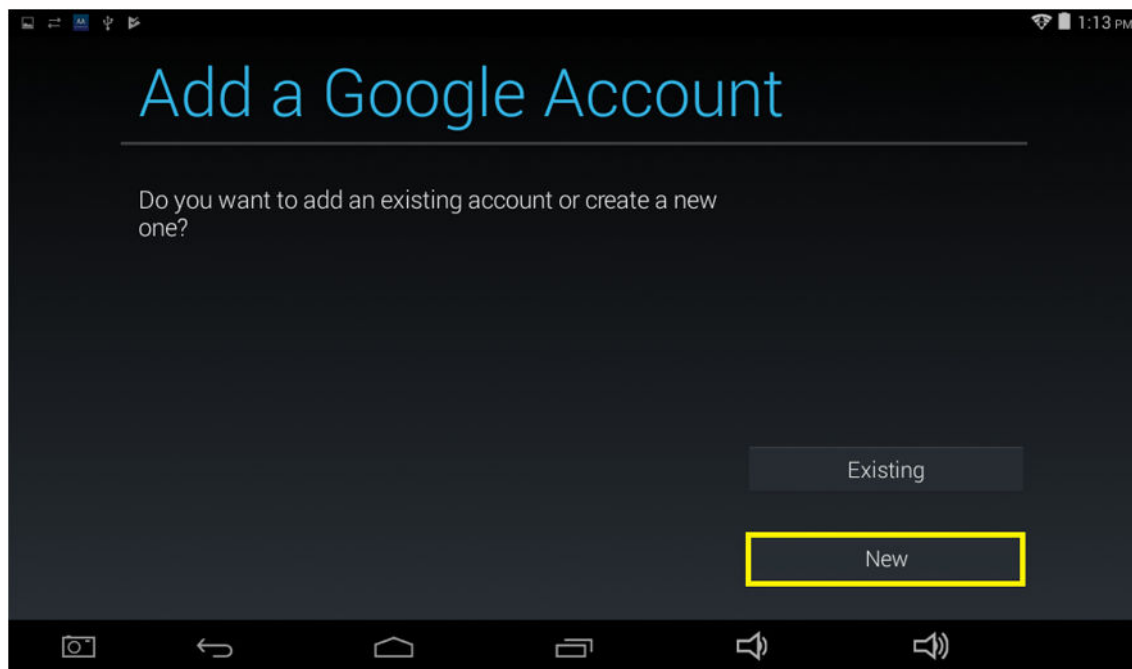 1:13 PM
Add a Google Account
Do you want to add an existing account or create a new
one?
Existing
New